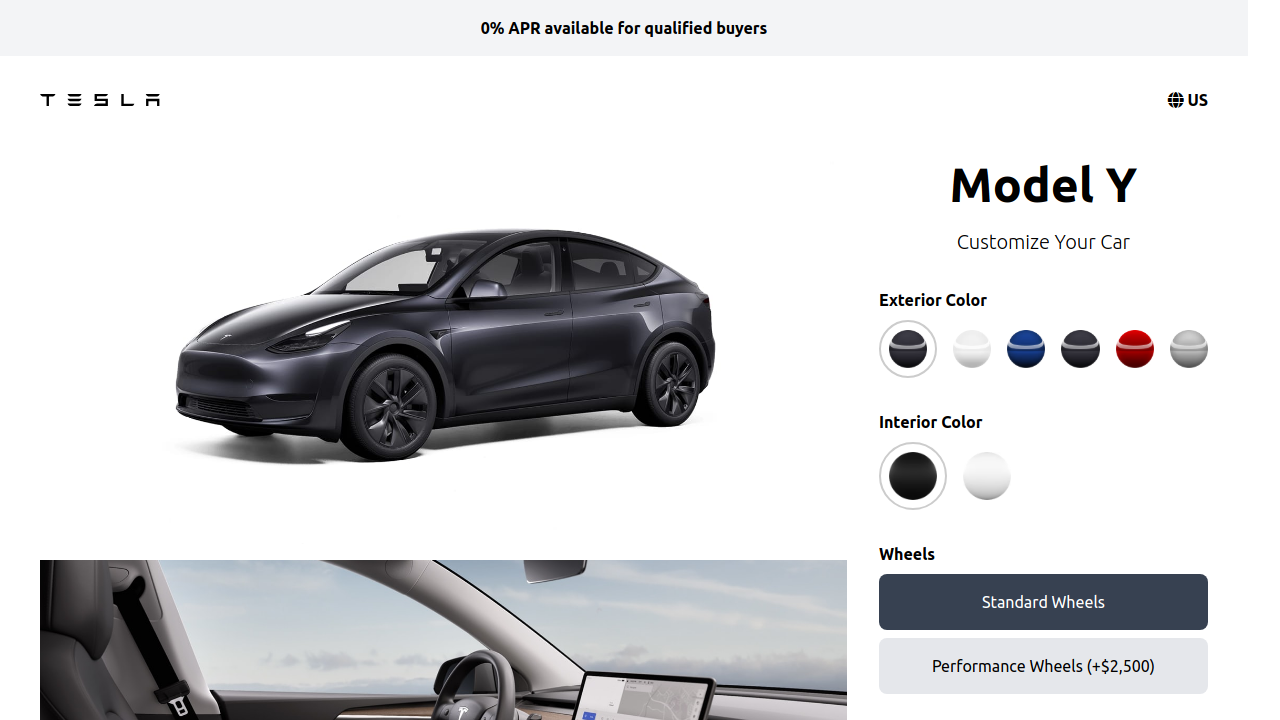 0% APR available for qualified buyers
TESLA
US
Model Y
Customize Your Car
Exterior Color
Interior Color
Wheels
Standard Wheels
Performance Wheels (+$2,500)